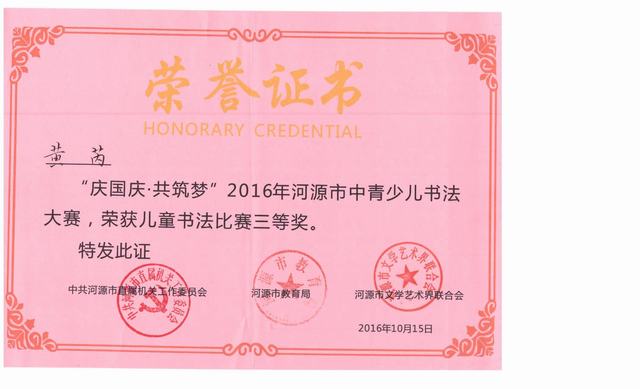 荣誉证书
HONORARY CREDENTIAL
黄芮
“庆国庆·共筑梦”2016年河源市中青少儿书法
大赛，荣获儿童书法比赛三等奖。
特发此证
中共河源市直属机关工作委员会 河源市教育局 河源市文学艺术界联合会
2016年10月15日